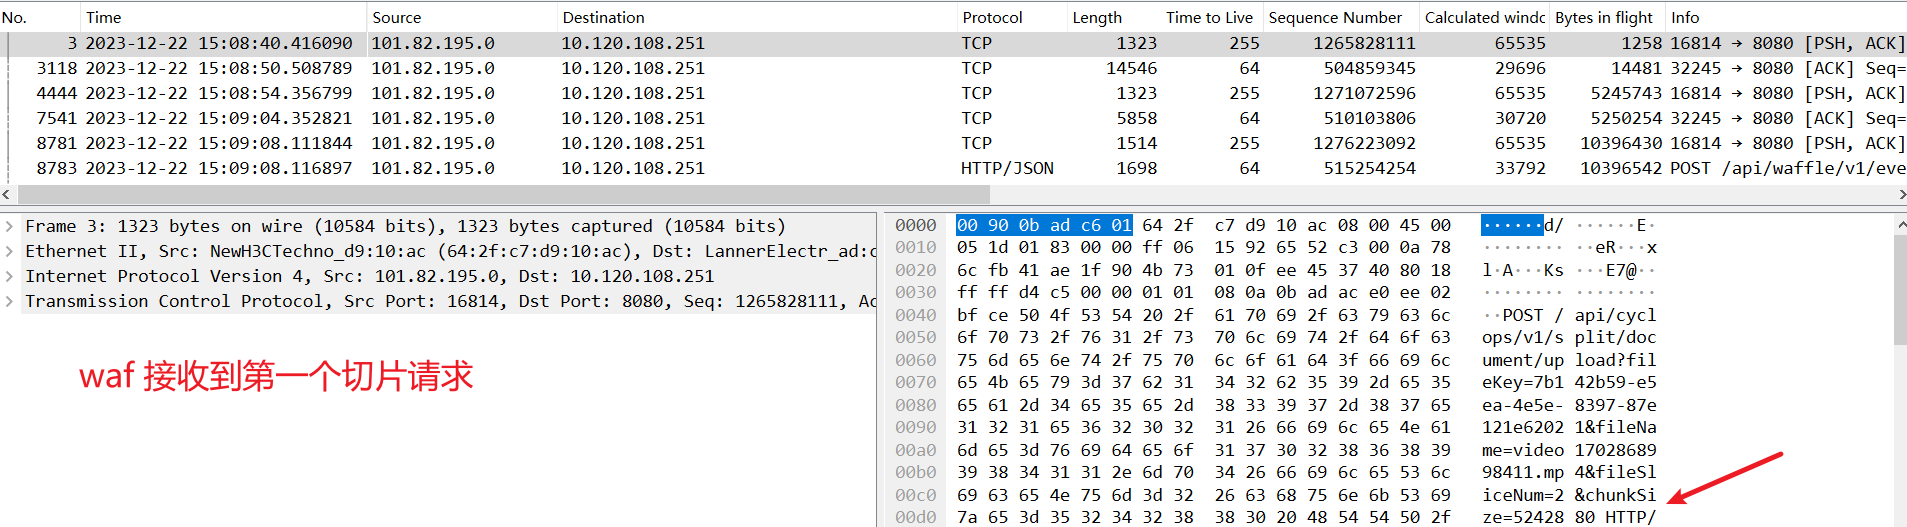 No. Time Source Destination Protocol Length Time to Live Sequence Number Calculated windc Bytes in flight Info
3 2023-12-22 15:08:40.416090 101.82.195.0 10.120.108.251 TCP 1323 255 1265828111 65535 1258 16814 → 8080 [PSH, ACK]
3118 2023-12-22 15:08:50.508789 101.82.195.0 10.120.108.251 TCP 14546 64 504859345 29696 14481 32245 → 8080 [ACK] Seq=
4444 2023-12-22 15:08:54.356799 101.82.195.0 10.120.108.251 TCP 1323 255 1271072596 65535 5245743 16814 → 8080 [PSH, ACK]
7541 2023-12-22 15:09:04.352821 101.82.195.0 10.120.108.251 TCP 5858 64 510103806 30720 5250254 32245 → 8080 [ACK] Seq=
8781 2023-12-22 15:09:08.111844 101.82.195.0 10.120.108.251 TCP 1514 255 1276223092 65535 10396430 16814 → 8080 [PSH, ACK]
8783 2023-12-22 15:09:08.116897 101.82.195.0 10.120.108.251 HTTP/JSON 1698 64 515254254 33792 10396542 POST /api/waffle/v1/eve
Frame 3: 1323 bytes on wire (10584 bits), 1323 bytes captured (10584 bits)
Ethernet II, Src: NewH3CTechno_d9:10:ac (64:2f:c7:d9:10:ac), Dst: LannerElectr_ad:c
Internet Protocol Version 4, Src: 101.82.195.0, Dst: 10.120.108.251
Transmission Control Protocol, Src Port: 16814, Dst Port: 8080, Seq: 1265828111, Ac
waf 接收到第一个切片请求
0000 00 90 0b ad c6 01 64 2f c7 d9 10 ac 08 00 45 00 ······d/ ······E·
0010 05 1d 01 83 00 00 ff 06 15 92 65 52 c3 00 0a 78 ········ ··eR···x
0020 6c fb 41 ae 1f 90 4b 73 01 0f ee 45 37 40 80 18 l·A···Ks ···E7@··
0030 ff ff d4 c5 00 00 01 01 08 0a 0b ad ac e0 ee 02 ········ ········
0040 bf ce 50 4f 53 54 20 2f 61 70 69 2f 63 79 63 6c ··POST / api/cycl
0050 6f 70 73 2f 76 31 2f 73 70 6c 69 74 2f 64 6f 63 ops/v1/s plit/doc
0060 75 6d 65 6e 74 2f 75 70 6c 6f 61 64 3f 66 69 6c ument/up load?fil
0070 65 4b 65 79 3d 37 62 31 34 32 62 35 39 2d 65 35 eKey=7b1 42b59-e5
0080 65 61 2d 34 65 35 65 2d 38 33 39 37 2d 38 37 65 ea-4e5e- 8397-87e
0090 31 32 31 65 36 32 30 32 31 26 66 69 6c 65 4e 61 121e6202 1&fileNa
00a0 6d 65 3d 76 69 64 65 6f 31 37 30 32 38 36 38 39 me=video 17028689
00b0 39 38 34 31 31 2e 6d 70 34 26 66 69 6c 65 53 6c 98411.mp 4&fileSl
00c0 69 63 65 4e 75 6d 3d 32 26 63 68 75 6e 6b 53 69 iceNum=2 &chunkSi
00d0 7a 65 3d 35 32 34 32 38 38 30 20 48 54 54 50 2f ze=52428 80 HTTP/